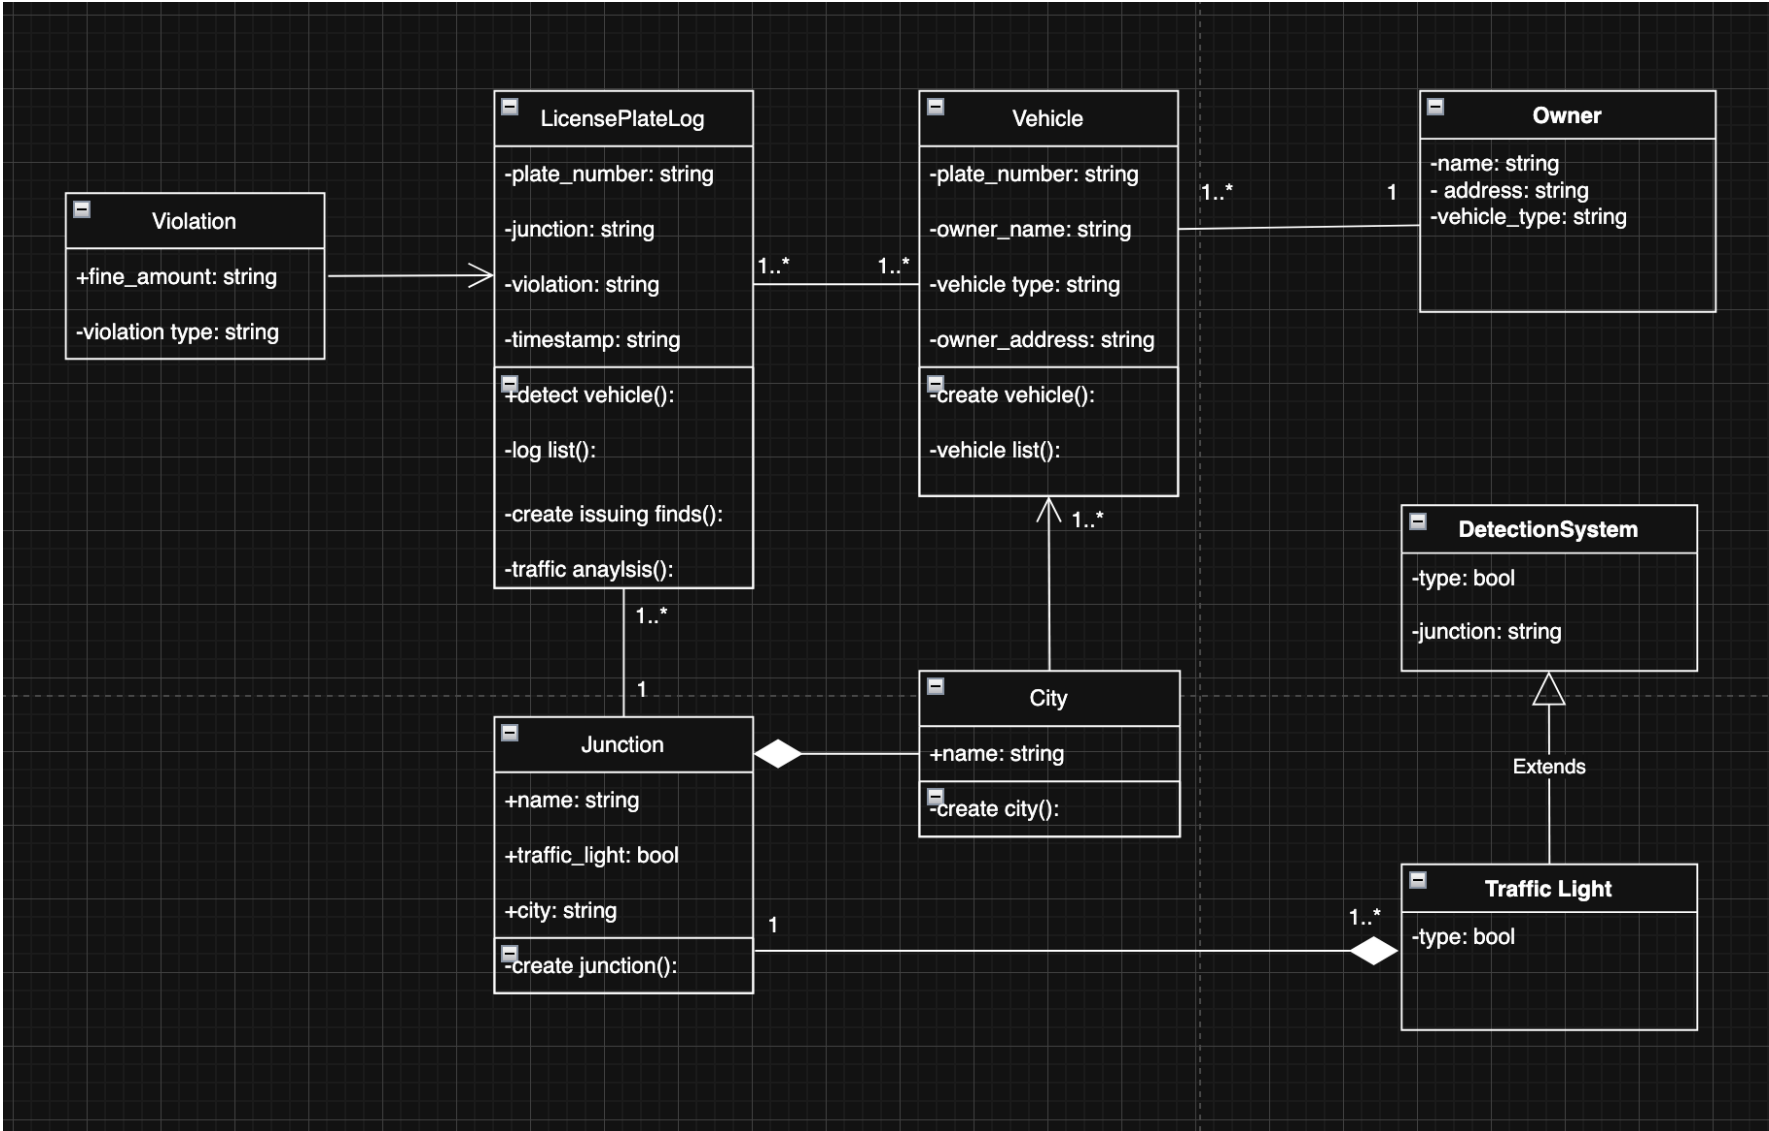 Violation
+fine_amount: string
-violation type: string
LicensePlateLog
-plate_number: string
-junction: string
-violation: string
-timestamp: string
+detect vehicle():
-log list():
-create issuing finds():
-traffic anaylsis():
1..*
1..*
Vehicle
-plate_number: string
-owner_name: string
-vehicle type: string
-owner_address: string
-create vehicle():
-vehicle list():
1..*
1
Owner
-name: string
- address: string
-vehicle_type: string
1..*
1
1..*
Junction
+name: string
+traffic_light: bool
+city: string
-create junction():
City
+name: string
-create city():
DetectionSystem
-type: bool
-junction: string
Extends
1
1..*
Traffic Light
-type: bool